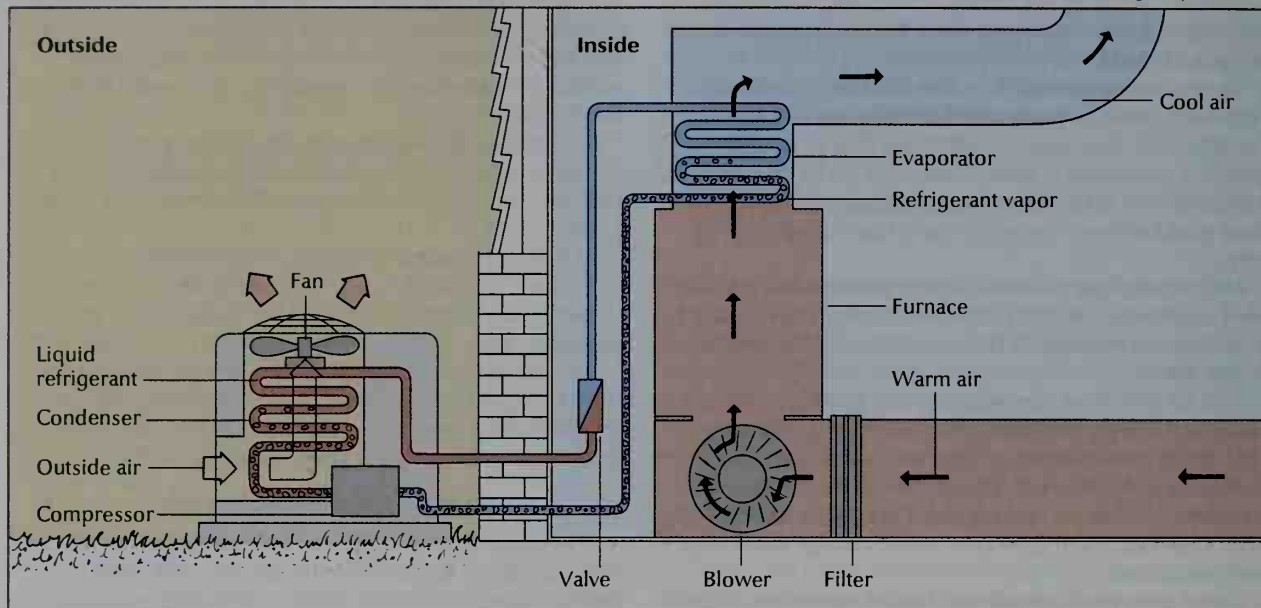 Outside
Inside
Cool air
Evaporator
Refrigerant vapor
Fan
Furnace
Liquid
refrigerant
Warm air
Condenser
Outside air
Compressor
Valve
Blower
Filter